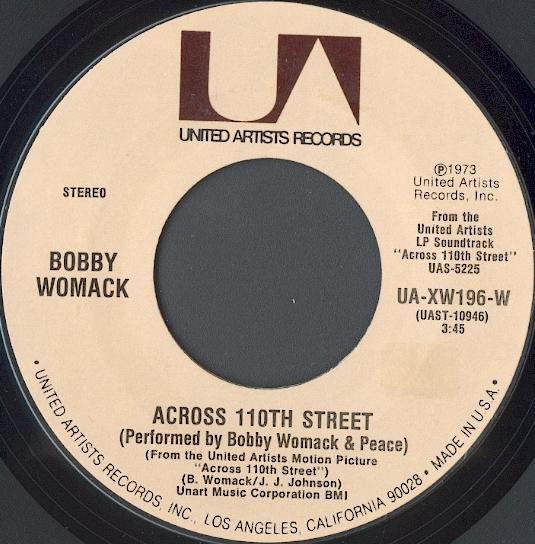 UA
UNITED ARTISTS RECORDS
STEREO
BOBBY
WOMACK
Ⓟ1973
United Artists
Records, Inc.
From the
United Artists
LP Soundtrack
"Across 110th Street"
UAS-5225
UA-XW196-W
(UAST-10946)
3:45
ACROSS 110TH STREET
(Performed by Bobby Womack & Peace)
(From the United Artists Motion Picture
"Across 110th Street")
(B. Womack/J. J. Johnson)
Unart Music Corporation BMI
• UNITED ARTISTS RECORDS, INC., LOS ANGELES, CALIFORNIA 90028 • MADE IN U.S.A. •